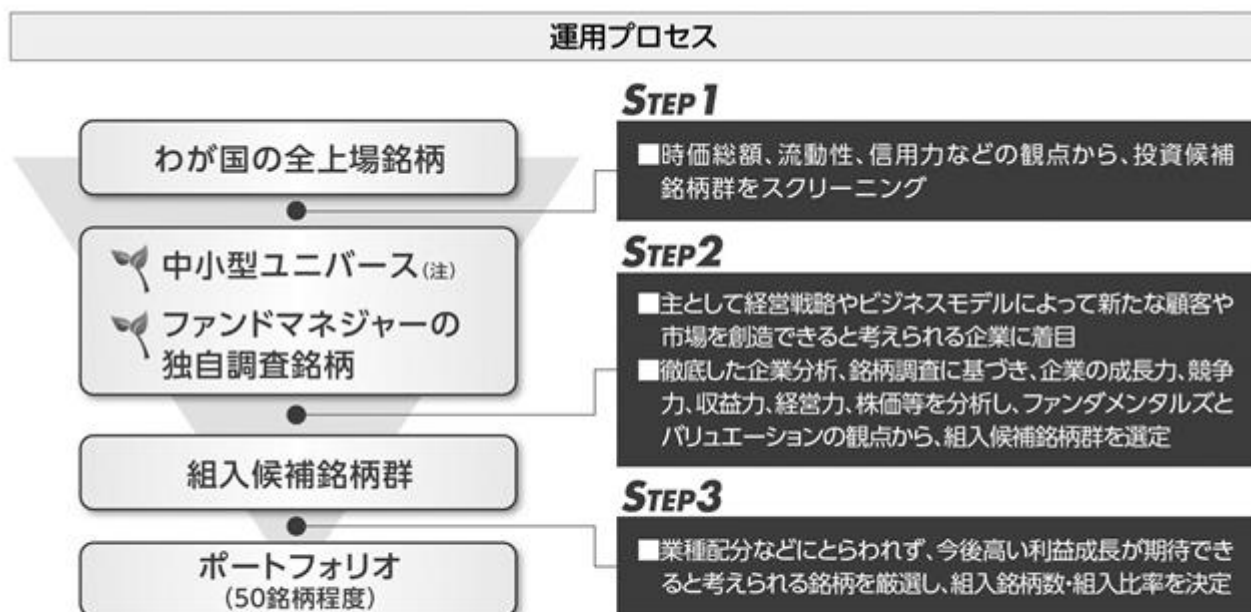 運用プロセス
わが国の全上場銘柄
中小型ユニバース(注)
ファンドマネジャーの
独自調査銘柄
組入候補銘柄群
ポートフォリオ
(50銘柄程度)
STEP1
■時価総額、流動性、信用力などの観点から、投資候補
銘柄群をスクリーニング
STEP2
■主として経営戦略やビジネスモデルによって新たな顧客や
市場を創造できると考えられる企業に着目
■徹底した企業分析、銘柄調査に基づき、企業の成長力、競争
力、収益力、経営力、株価等を分析し、ファンダメンタルズと
バリュエーションの観点から、組入候補銘柄群を選定
STEP3
■業種配分などにとらわれず、今後高い利益成長が期待でき
ると考えられる銘柄を厳選し、組入銘柄数・組入比率を決定